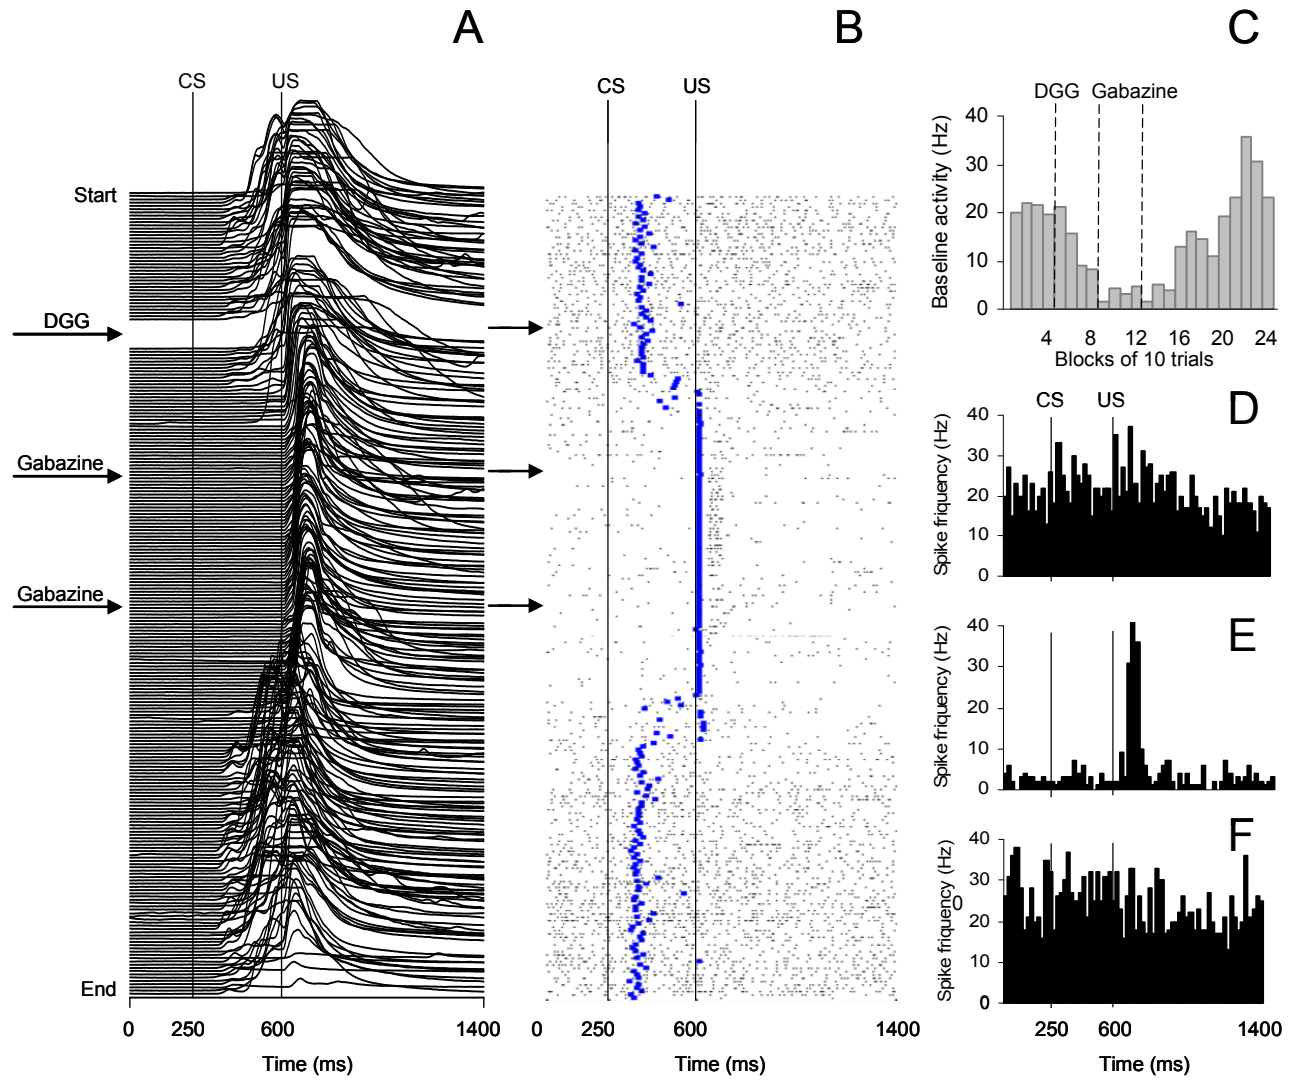 A
CS
US
Start
DGG
Gabazine
Gabazine
End
0
250
600
1400
Time (ms)
B
CS
US
0
250
600
1400
Time (ms)
C
DGG
Gabazine
Baseline activity (Hz)
40
30
20
10
0
4
8
12
16
20
24
Blocks of 10 trials
D
CS
US
Spike friquency (Hz)
40
30
20
10
0
E
Spike friquency (Hz)
40
30
20
10
0
F
Spike friquency (Hz)
40
30
20
10
0
250
600
1400
Time (ms)